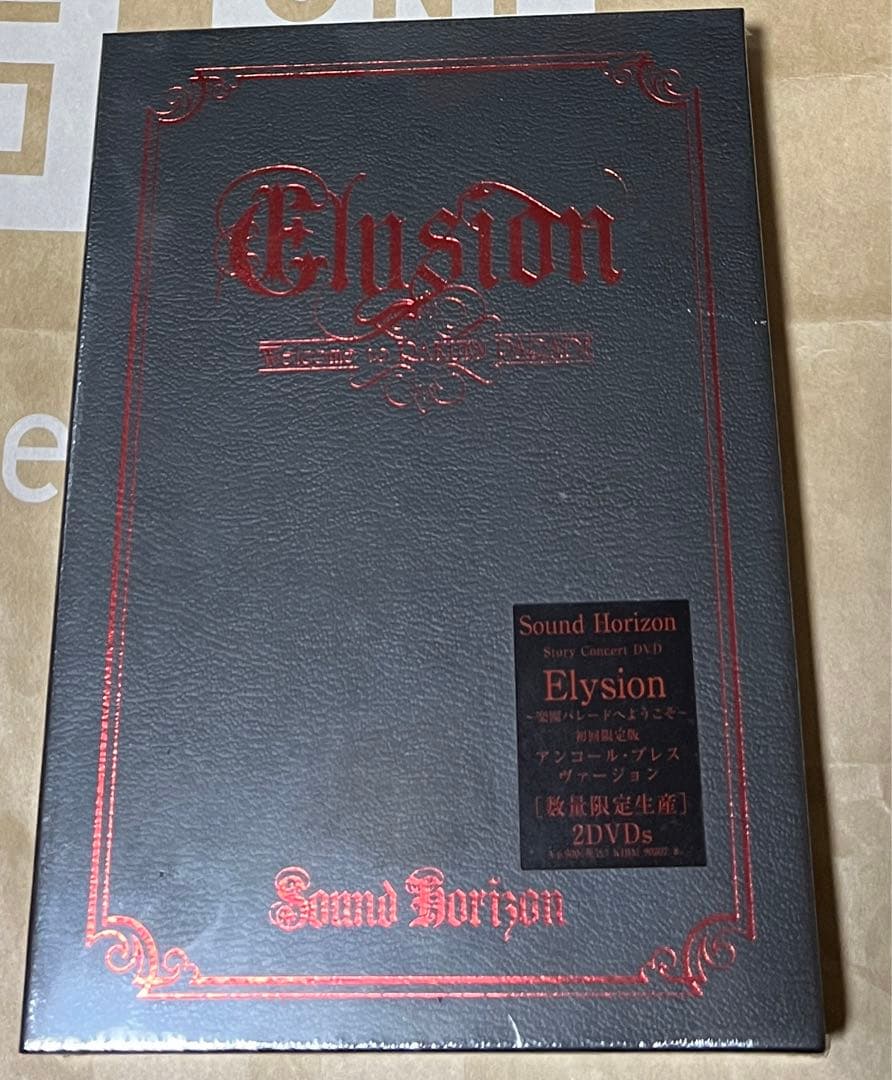 Elysion
Welcome to
Sound Horizon
Story Concert DVD
Elysion
~楽園パレードへようこそ~
初回限定版
アンコール・プレス
ヴァージョン
[数量限定生産]
2DVDs
Sound Horizon
e